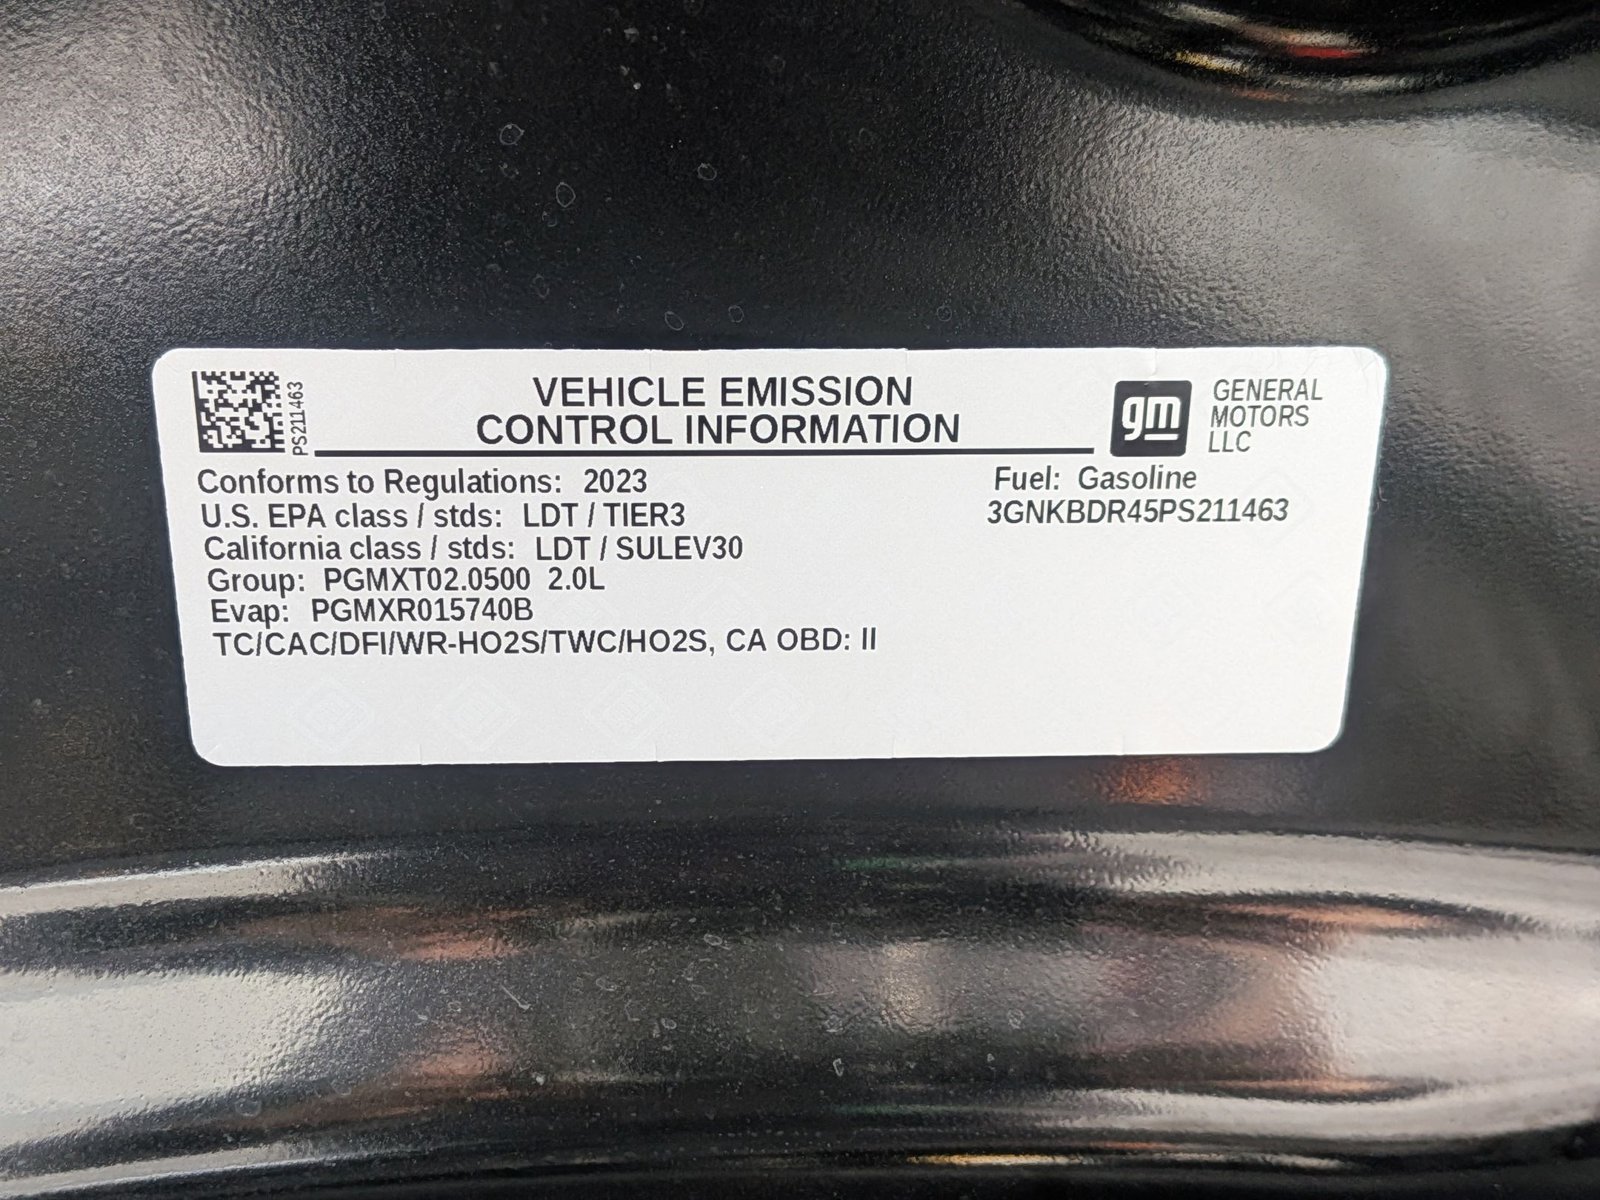 PS211463
VEHICLE EMISSION
CONTROL INFORMATION
gm
GENERAL
MOTORS
LLC
Conforms to Regulations: 2023
U.S. EPA class / stds: LDT / TIER3
California class / stds: LDT / SULEV30
Group: PGMXT02.0500 2.0L
Evap: PGMXR015740B
TC/CAC/DFI/WR-HO2S/TWC/HO2S, CA OBD: II
Fuel: Gasoline
3GNKBDR45PS211463